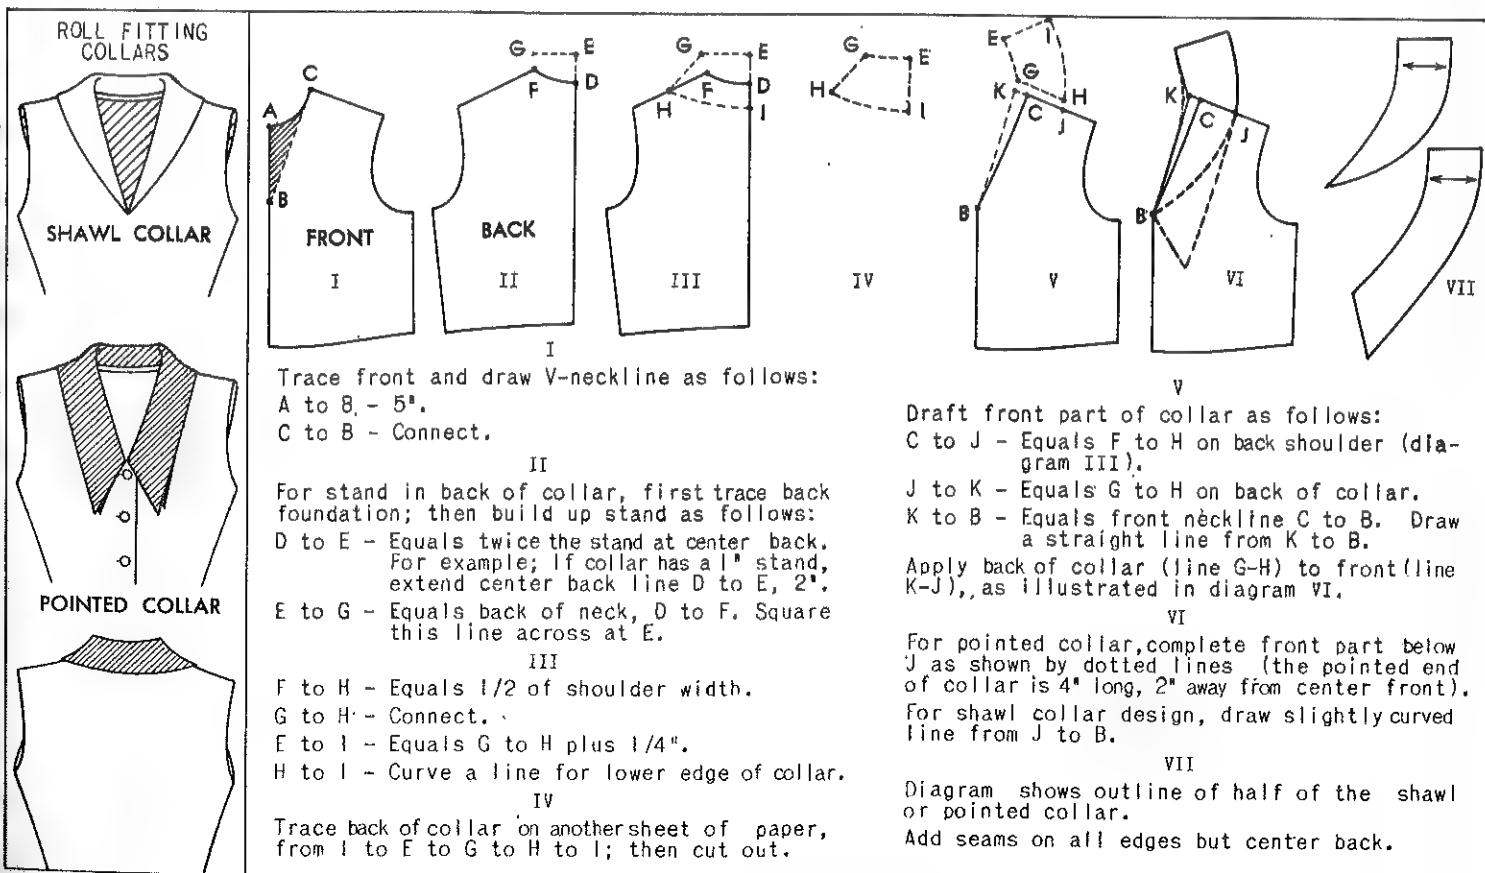 ROLL FITTING
COLLARS
SHAWL COLLAR
POINTED COLLAR
A
C
B
FRONT
I
G
E
F
D
BACK
II
G
E
F
D
H
I
III
G
E
H
I
IV
E
I
G
K
H
C
J
B
V
K
C
J
B
VI
VII
I
Trace front and draw V-neckline as follows:
A to B - 5".
C to B - Connect.
II
For stand in back of collar, first trace back
foundation; then build up stand as follows:
D to E - Equals twice the stand at center back.
For example; If collar has a 1" stand,
extend center back line D to E, 2".
E to G - Equals back of neck, D to F. Square
this line across at E.
III
F to H - Equals 1/2 of shoulder width.
G to H - Connect.
E to I - Equals G to H plus 1/4".
H to I - Curve a line for lower edge of collar.
IV
Trace back of collar on another sheet of paper,
from I to E to G to H to I; then cut out.
V
Draft front part of collar as follows:
C to J - Equals F to H on back shoulder (dia-
gram III).
J to K - Equals G to H on back of collar.
K to B - Equals front neckline C to B. Draw
a straight line from K to B.
Apply back of collar (line G-H) to front (line
K-J), as illustrated in diagram VI.
VI
For pointed collar, complete front part below
J as shown by dotted lines (the pointed end
of collar is 4" long, 2" away from center front).
For shawl collar design, draw slightly curved
line from J to B.
VII
Diagram shows outline of half of the shawl
or pointed collar.
Add seams on all edges but center back.